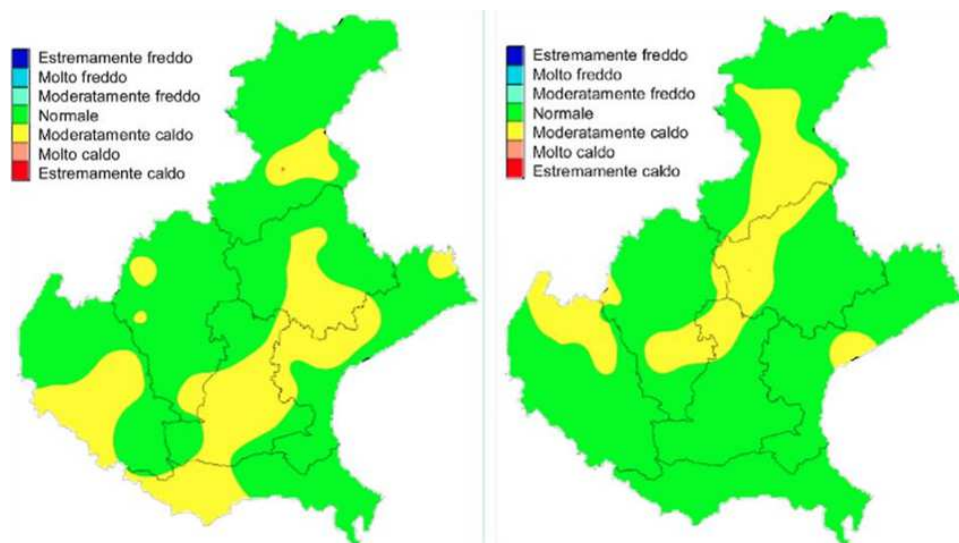 Estremamente freddo
Molto freddo
Moderatamente freddo
Normale
Moderatamente caldo
Molto caldo
Estremamente caldo
Estremamente freddo
Molto freddo
Moderatamente freddo
Normale
Moderatamente caldo
Molto caldo
Estremamente caldo